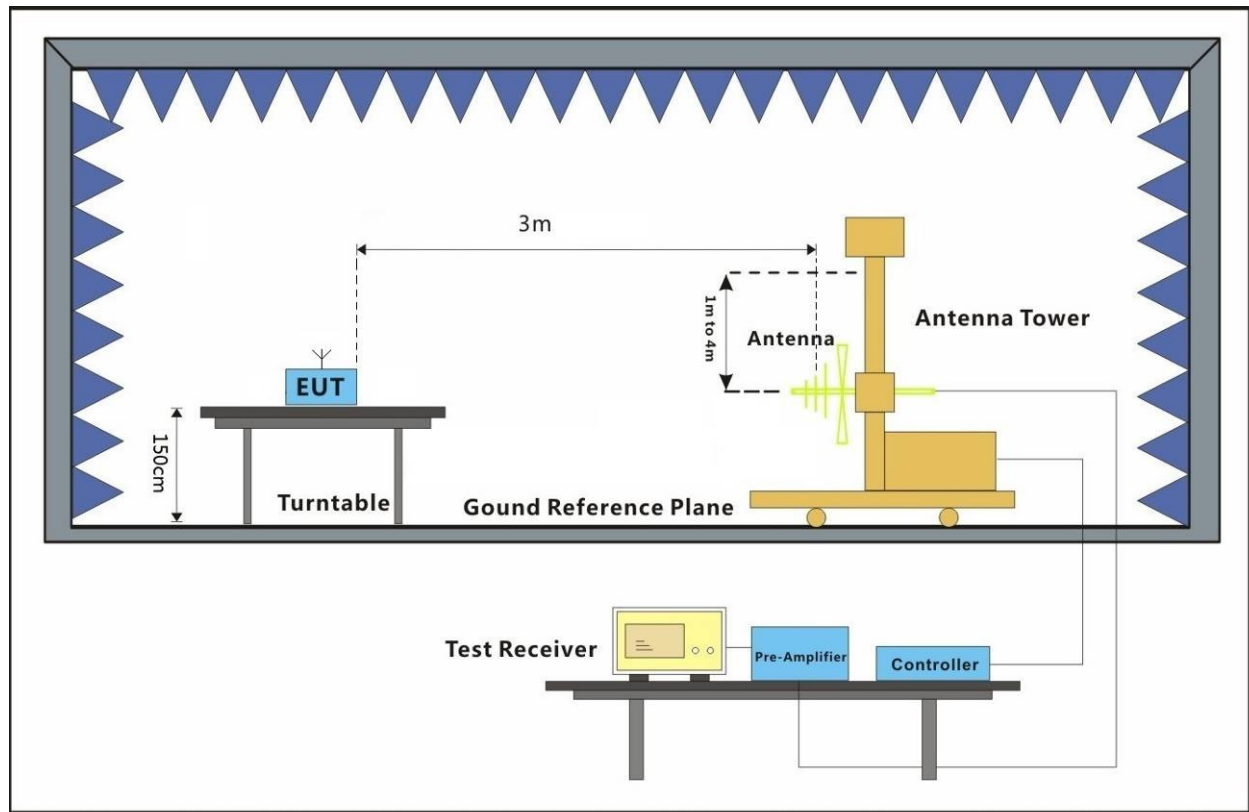 3m
1m to 4m
Antenna
Antenna Tower
EUT
150cm
Turntable
Gound Reference Plane
Test Receiver
Pre-Amplifier
Controller